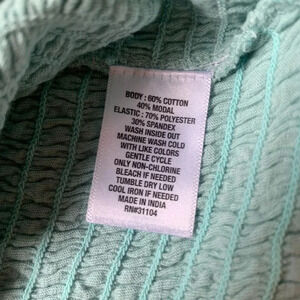 BODY : 60% COTTON
40% MODAL
ELASTIC : 70% POLYESTER
30% SPANDEX
WASH INSIDE OUT
MACHINE WASH COLD
WITH LIKE COLORS
GENTLE CYCLE
ONLY NON-CHLORINE
BLEACH IF NEEDED
TUMBLE DRY LOW
COOL IRON IF NEEDED
MADE IN INDIA
RN#31104